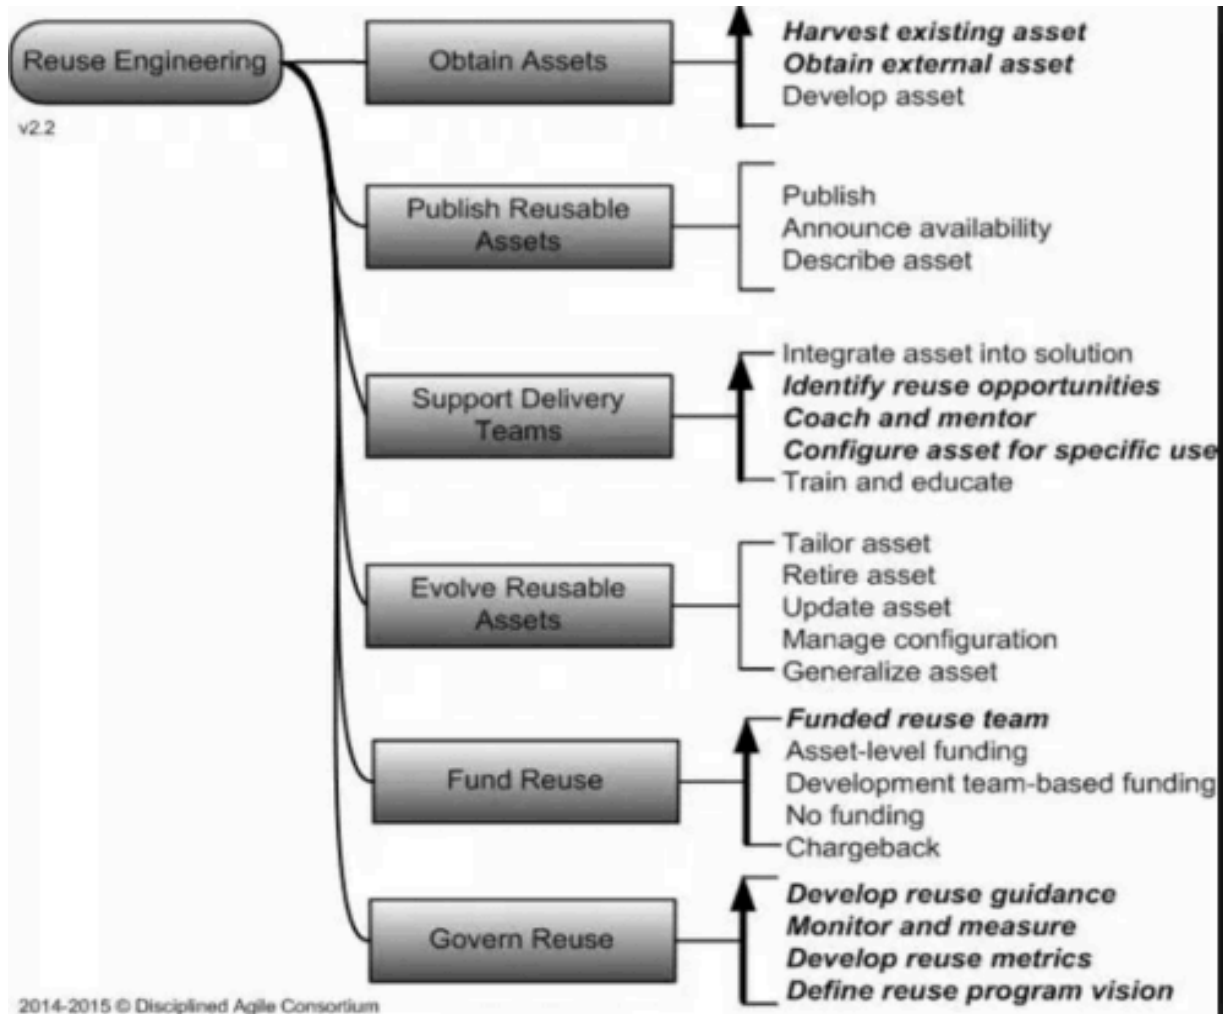 Reuse Engineering
v2.2
Obtain Assets
Harvest existing asset
Obtain external asset
Develop asset
Publish Reusable
Assets
Publish
Announce availability
Describe asset
Support Delivery
Teams
Integrate asset into solution
Identify reuse opportunities
Coach and mentor
Configure asset for specific use
Train and educate
Evolve Reusable
Assets
Tailor asset
Retire asset
Update asset
Manage configuration
Generalize asset
Fund Reuse
Funded reuse team
Asset-level funding
Development team-based funding
No funding
Chargeback
Govern Reuse
Develop reuse guidance
Monitor and measure
Develop reuse metrics
Define reuse program vision
2014-2015 © Disciplined Agile Consortium